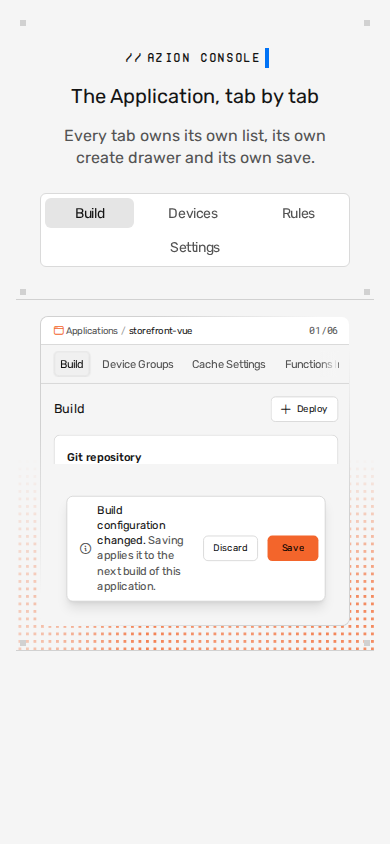 // AZION CONSOLE
The Application, tab by tab
Every tab owns its own list, its own
create drawer and its own save.
Build Devices Rules
Settings
Applications / storefront-vue 01/06
Build Device Groups Cache Settings Functions
Build Deploy
Git repository
Build
configuration
changed. Saving
applies it to the
next build of this
application.
Discard Save